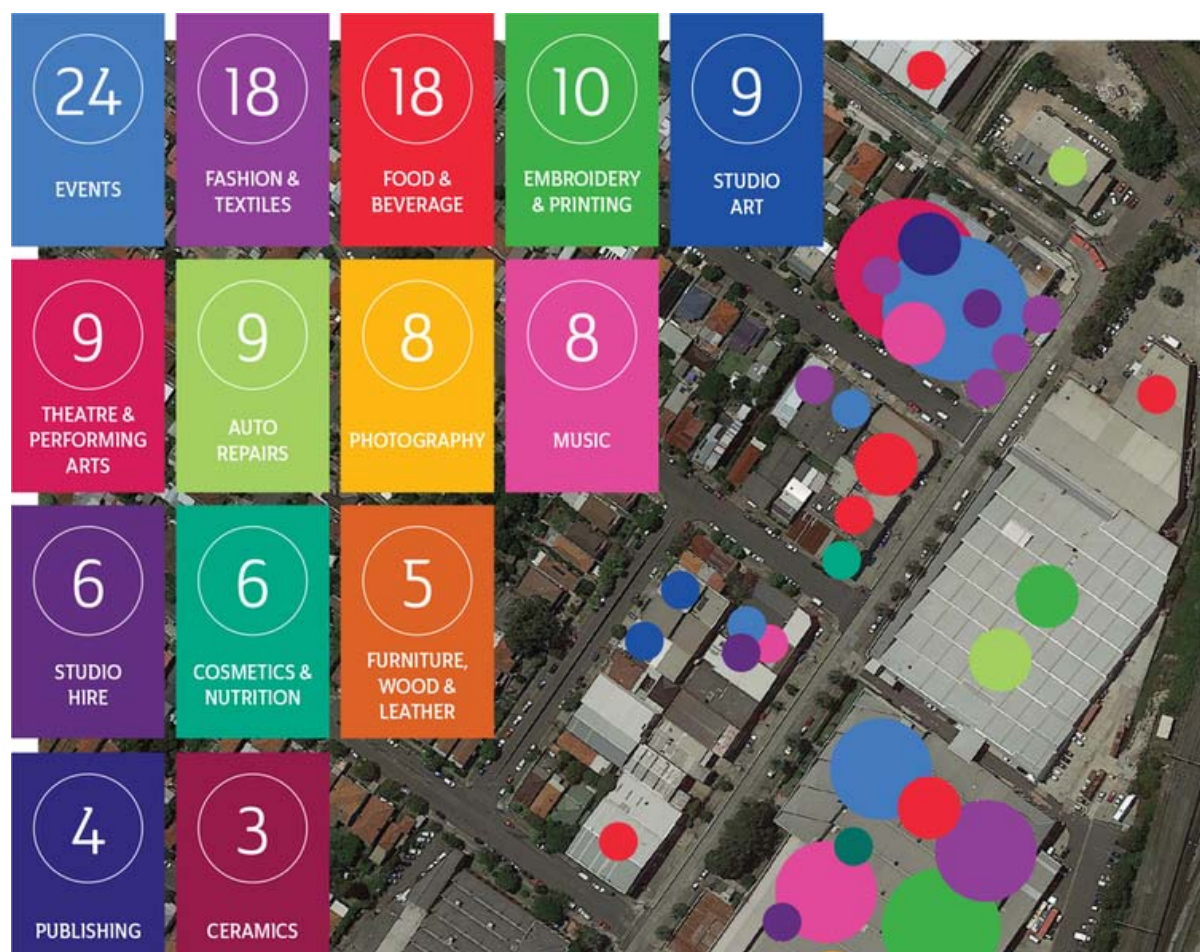 24
EVENTS
18
FASHION &
TEXTILES
18
FOOD &
BEVERAGE
10
EMBROIDERY
& PRINTING
9
STUDIO
ART
9
THEATRE &
PERFORMING
ARTS
9
AUTO
REPAIRS
8
PHOTOGRAPHY
8
MUSIC
6
STUDIO
HIRE
6
COSMETICS &
NUTRITION
5
FURNITURE,
WOOD &
LEATHER
4
PUBLISHING
3
CERAMICS